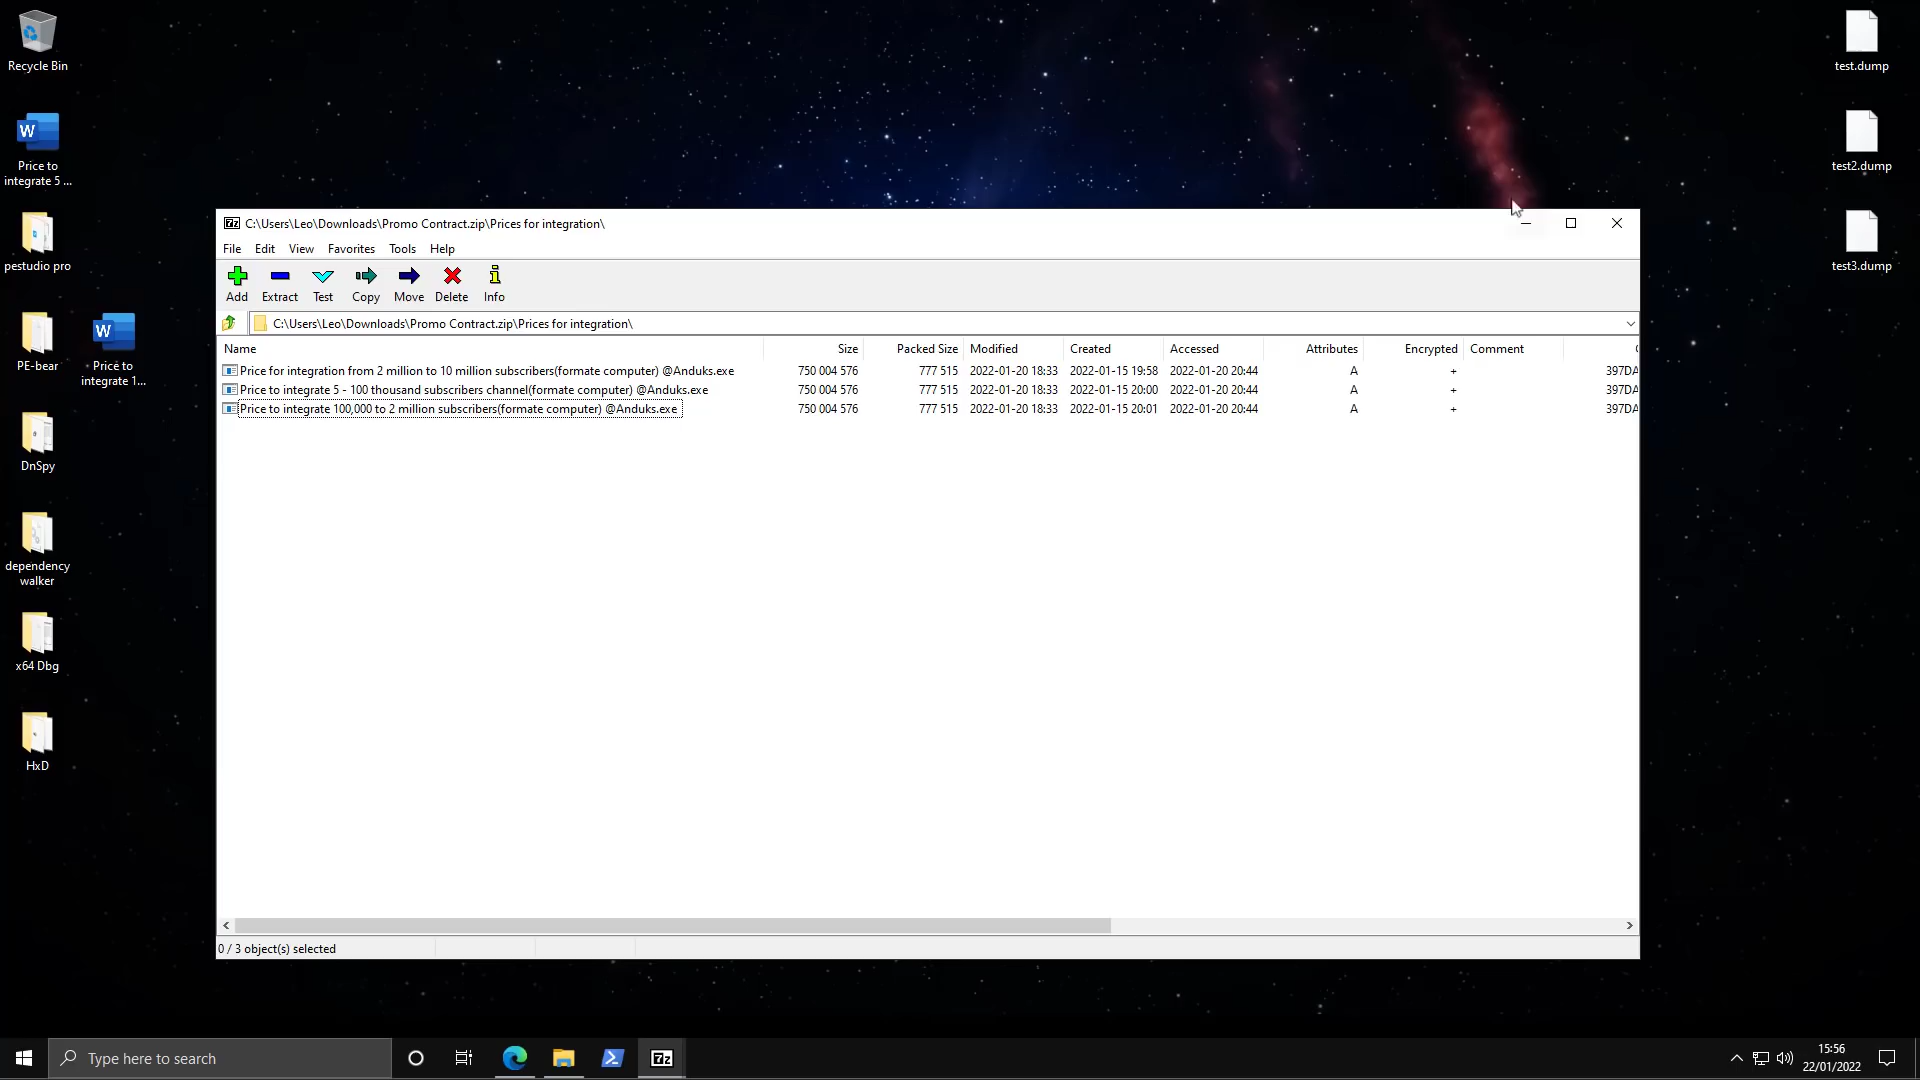 Recycle Bin
Price to
integrate 5 ...
pestudio pro
PE-bear
Price to
integrate 1...
DnSpy
dependency
walker
x64 Dbg
HxD
test.dump
test2.dump
test3.dump
7z C:\Users\Leo\Downloads\Promo Contract.zip\Prices for integration\
File Edit View Favorites Tools Help
Add Extract Test Copy Move Delete Info
C:\Users\Leo\Downloads\Promo Contract.zip\Prices for integration\
Name Size Packed Size Modified Created Accessed Attributes Encrypted Comment
Price for integration from 2 million to 10 million subscribers(formate computer) @Anduks.exe 750 004 576 777 515 2022-01-20 18:33 2022-01-15 19:58 2022-01-20 20:44 A + 397DA
Price to integrate 5 - 100 thousand subscribers channel(formate computer) @Anduks.exe 750 004 576 777 515 2022-01-20 18:33 2022-01-15 20:00 2022-01-20 20:44 A + 397DA
Price to integrate 100,000 to 2 million subscribers(formate computer) @Anduks.exe 750 004 576 777 515 2022-01-20 18:33 2022-01-15 20:01 2022-01-20 20:44 A + 397DA
0 / 3 object(s) selected
Type here to search
7z
15:56
22/01/2022